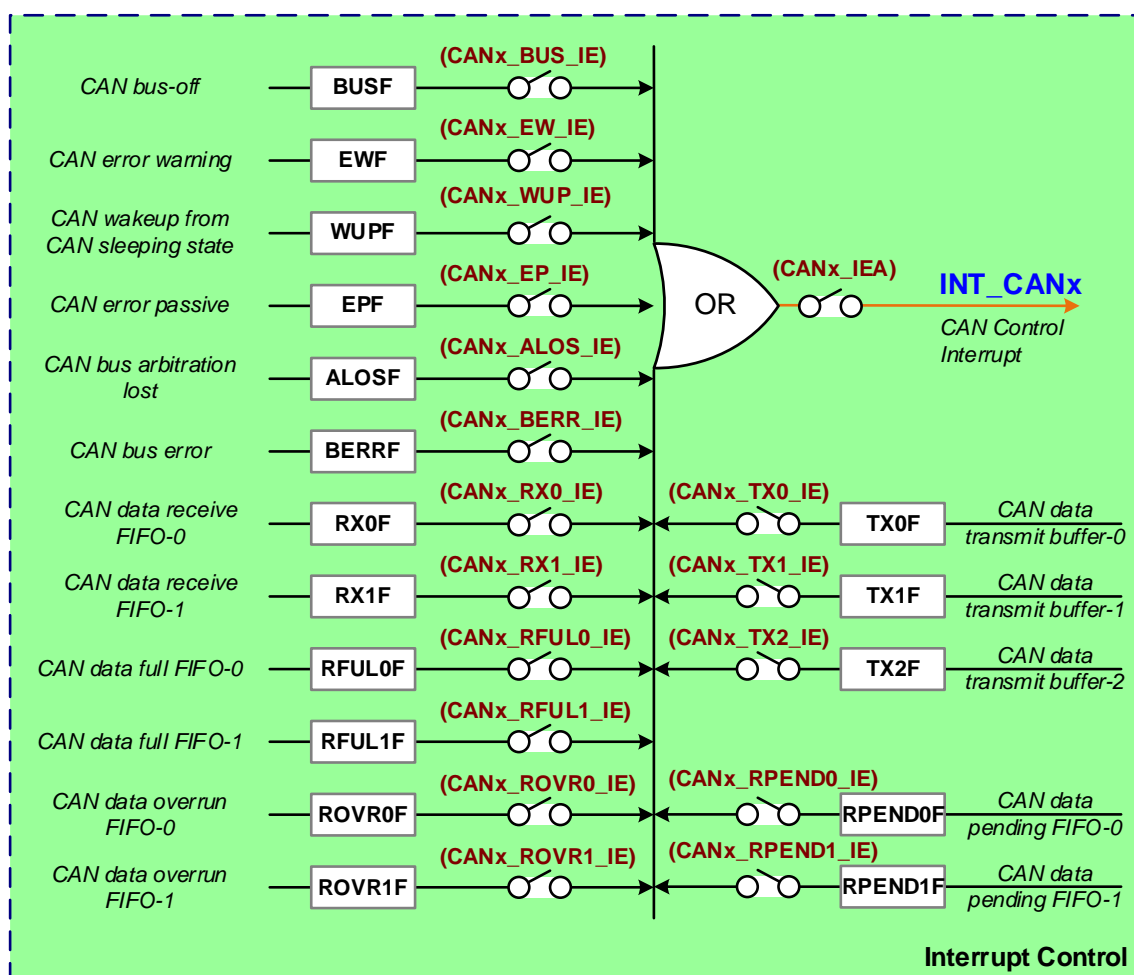 (CANx_BUS_IE)
CAN bus-off
BUSF
(CANx_EW_IE)
CAN error warning
EWF
(CANx_WUP_IE)
CAN wakeup from
CAN sleeping state
WUPF
(CANx_EP_IE)
CAN error passive
EPF
OR
(CANx_IEA)
INT_CANx
CAN Control
Interrupt
(CANx_ALOS_IE)
CAN bus arbitration
lost
ALOSF
(CANx_BERR_IE)
CAN bus error
BERRF
(CANx_RX0_IE)
CAN data receive
FIFO-0
RX0F
(CANx_TX0_IE)
TX0F
CAN data
transmit buffer-0
(CANx_RX1_IE)
CAN data receive
FIFO-1
RX1F
(CANx_TX1_IE)
TX1F
CAN data
transmit buffer-1
(CANx_RFUL0_IE)
CAN data full FIFO-0
RFUL0F
(CANx_TX2_IE)
TX2F
CAN data
transmit buffer-2
(CANx_RFUL1_IE)
CAN data full FIFO-1
RFUL1F
(CANx_ROVR0_IE)
CAN data overrun
FIFO-0
ROVR0F
(CANx_RPEND0_IE)
RPEND0F
CAN data
pending FIFO-0
(CANx_ROVR1_IE)
CAN data overrun
FIFO-1
ROVR1F
(CANx_RPEND1_IE)
RPEND1F
CAN data
pending FIFO-1
Interrupt Control